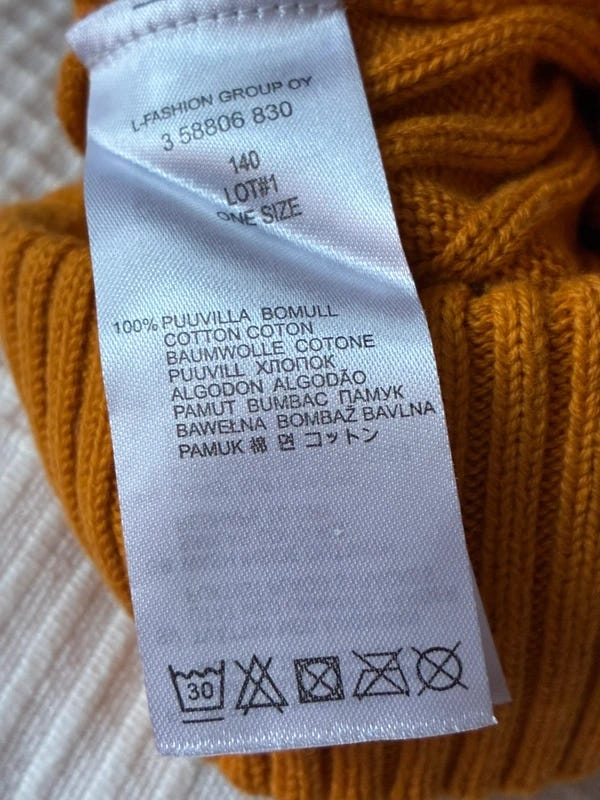 L-FASHION GROUP OY
3 58806 830
140
LOT#1
ONE SIZE
100% PUUVILLA BOMULL
COTTON COTON
BAUMWOLLE COTONE
PUUVILL ХЛОПОК
ALGODON ALGODÃO
PAMUT BUMBAC ПАМУК
BAWEŁNA BOMBAŽ BAVLNA
PAMUK 棉 면 コットン
30